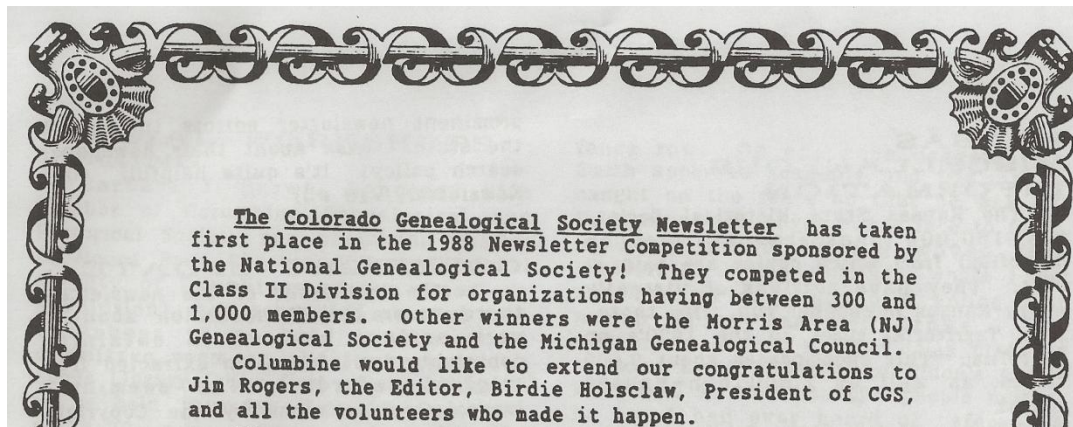 The Colorado Genealogical Society Newsletter has taken
first place in the 1988 Newsletter Competition sponsored by
the National Genealogical Society! They competed in the
Class II Division for organizations having between 300 and
1,000 members. Other winners were the Morris Area (NJ)
Genealogical Society and the Michigan Genealogical Council.
Columbine would like to extend our congratulations to
Jim Rogers, the Editor, Birdie Holsclaw, President of CGS,
and all the volunteers who made it happen.